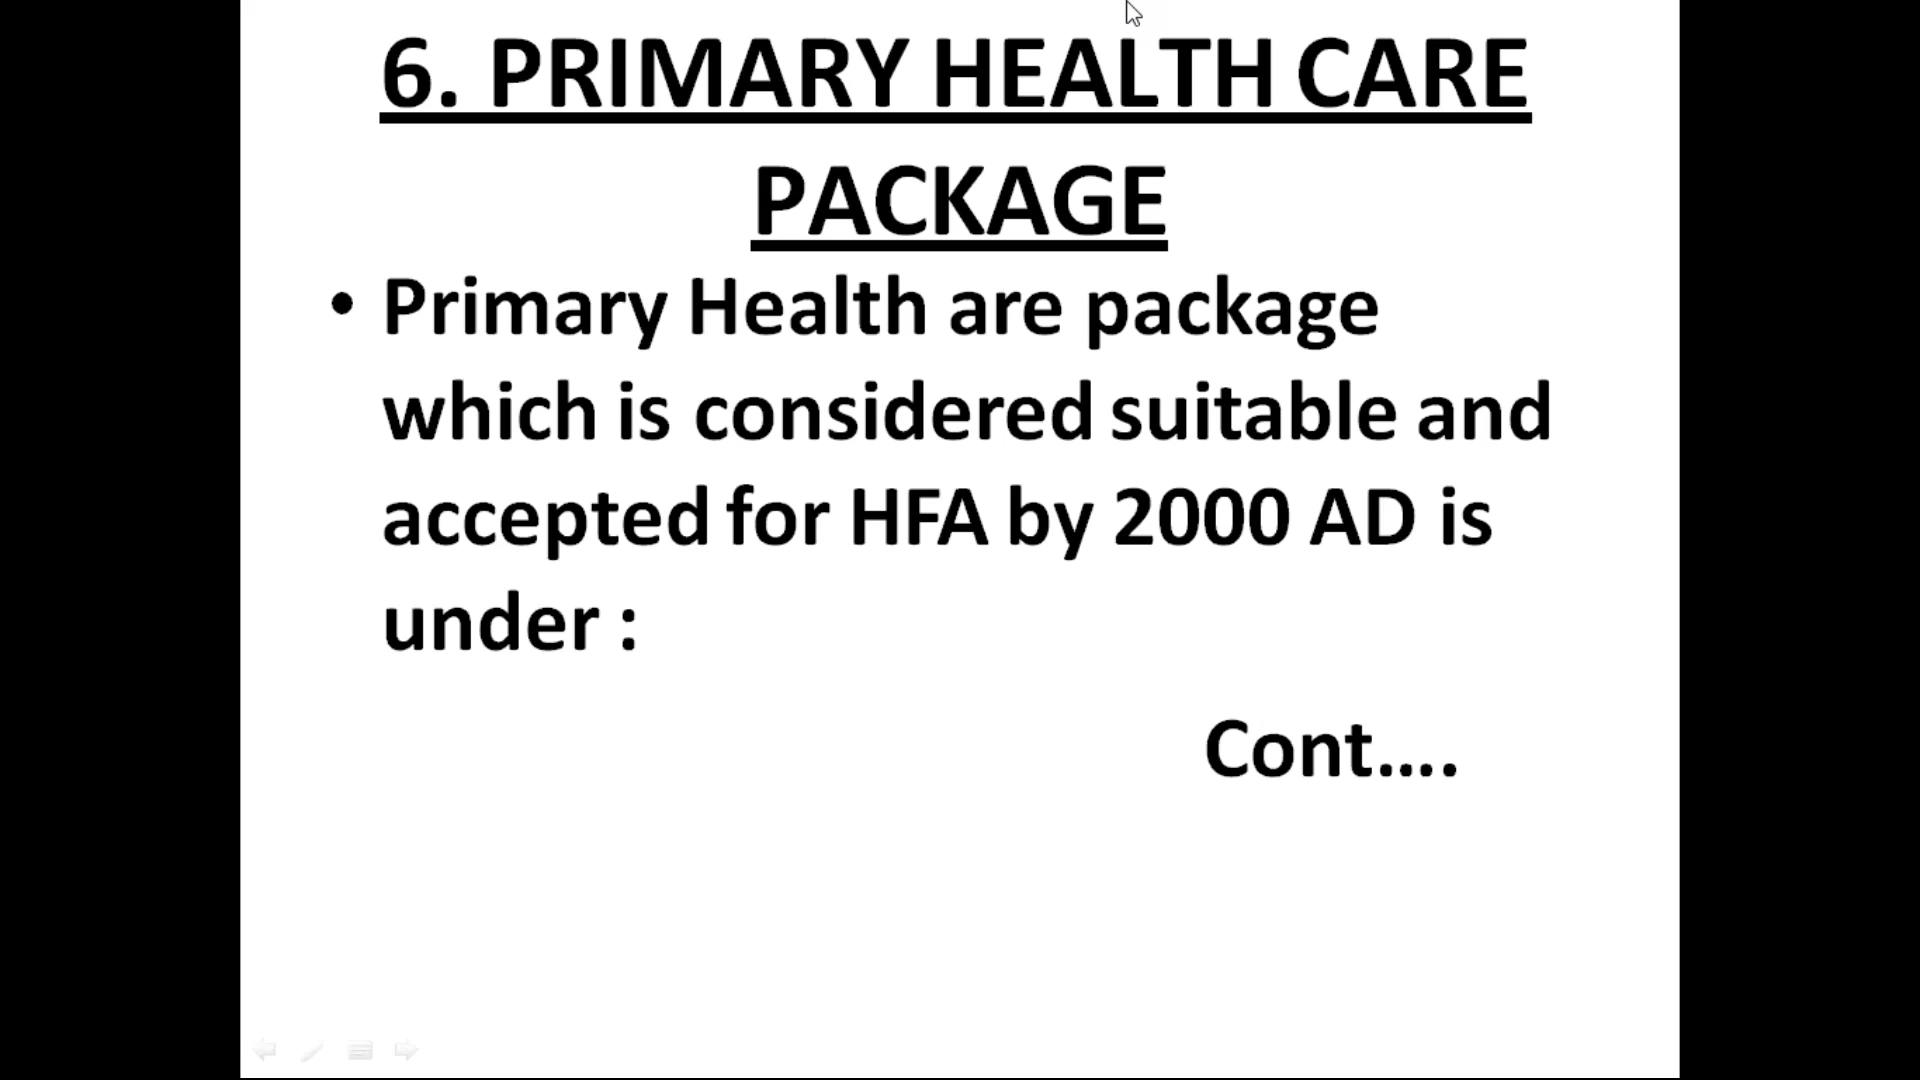 6. PRIMARY HEALTH CARE
PACKAGE
• Primary Health are package
which is considered suitable and
accepted for HFA by 2000 AD is
under :
Cont....